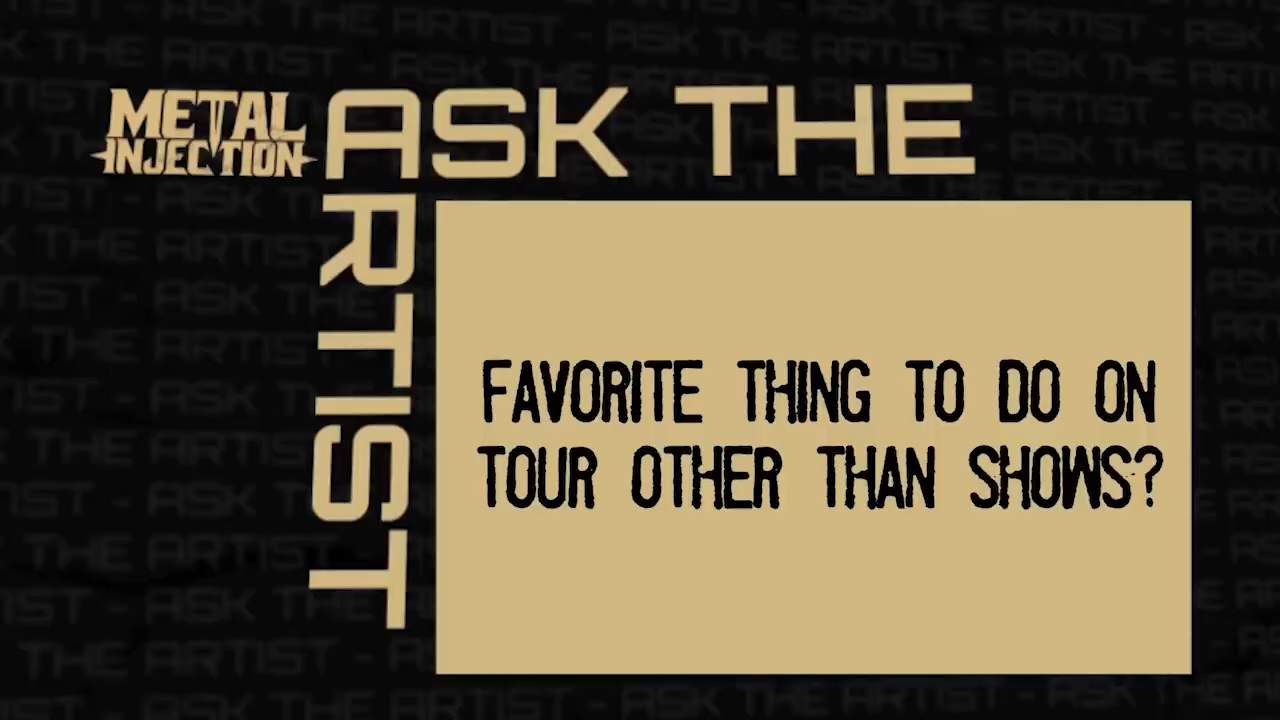 METAL
INJECTION
ASK THE
ARTIST
FAVORITE THING TO DO ON
TOUR OTHER THAN SHOWS?